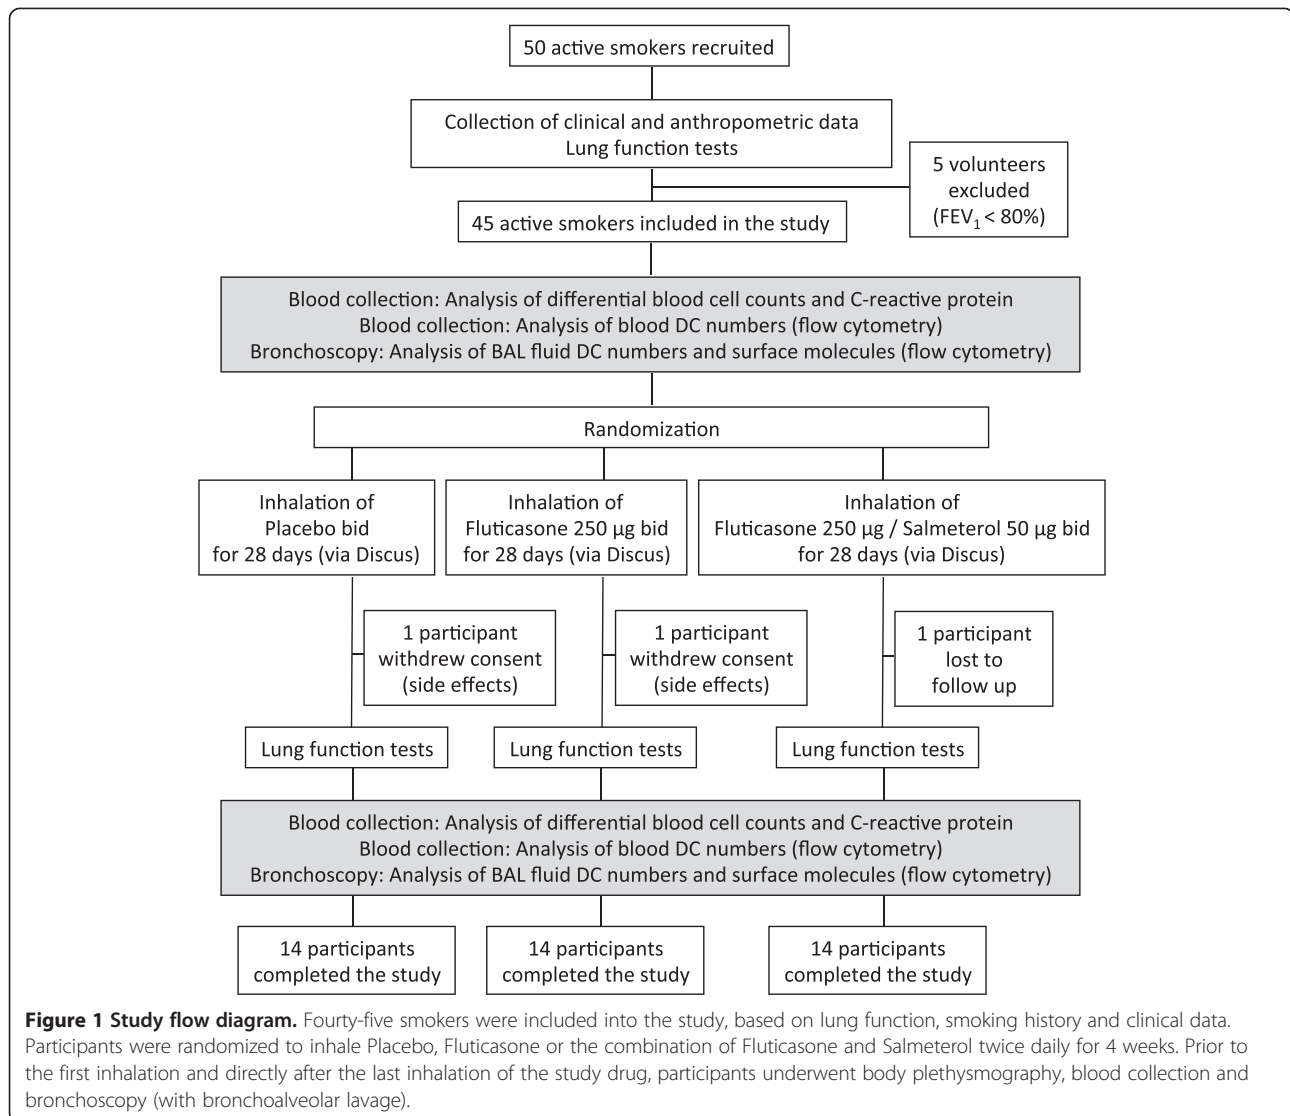 50 active smokers recruited
Collection of clinical and anthropometric data
Lung function tests
5 volunteers
excluded
(FEV1 < 80%)
45 active smokers included in the study
Blood collection: Analysis of differential blood cell counts and C-reactive protein
Blood collection: Analysis of blood DC numbers (flow cytometry)
Bronchoscopy: Analysis of BAL fluid DC numbers and surface molecules (flow cytometry)
Randomization
Inhalation of
Placebo bid
for 28 days (via Discus)
Inhalation of
Fluticasone 250 µg bid
for 28 days (via Discus)
Inhalation of
Fluticasone 250 µg / Salmeterol 50 µg bid
for 28 days (via Discus)
1 participant
withdrew consent
(side effects)
1 participant
withdrew consent
(side effects)
1 participant
lost to
follow up
Lung function tests
Lung function tests
Lung function tests
Blood collection: Analysis of differential blood cell counts and C-reactive protein
Blood collection: Analysis of blood DC numbers (flow cytometry)
Bronchoscopy: Analysis of BAL fluid DC numbers and surface molecules (flow cytometry)
14 participants
completed the study
14 participants
completed the study
14 participants
completed the study
Figure 1 Study flow diagram. Fourty-five smokers were included into the study, based on lung function, smoking history and clinical data.
Participants were randomized to inhale Placebo, Fluticasone or the combination of Fluticasone and Salmeterol twice daily for 4 weeks. Prior to
the first inhalation and directly after the last inhalation of the study drug, participants underwent body plethysmography, blood collection and
bronchoscopy (with bronchoalveolar lavage).